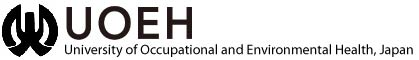 UOEH
University of Occupational and Environmental Health, Japan